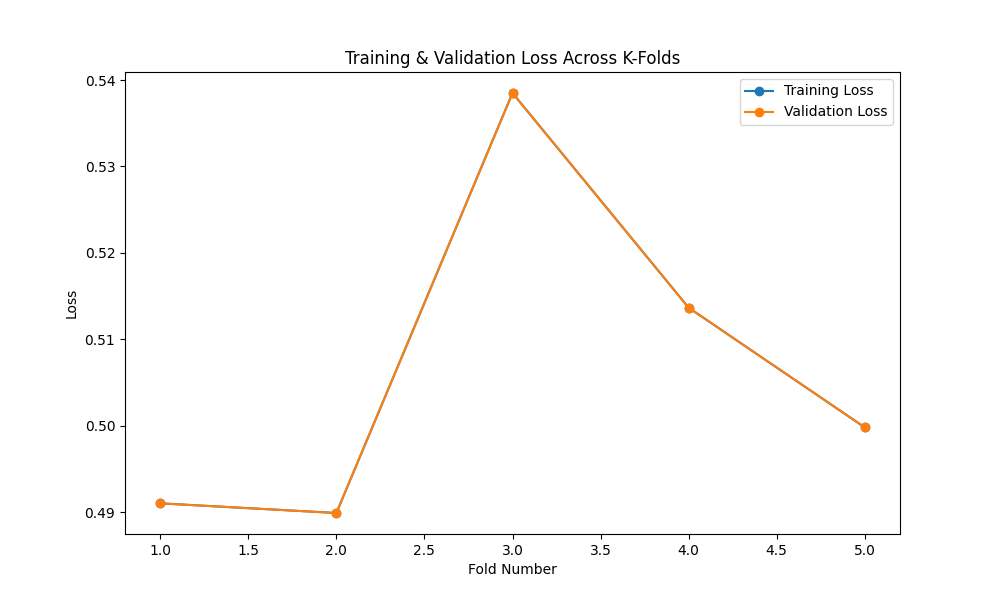 Training & Validation Loss Across K-Folds
Training Loss
Validation Loss
0.54
0.53
0.52
0.51
0.50
0.49
Loss
1.0 1.5 2.0 2.5 3.0 3.5 4.0 4.5 5.0
Fold Number